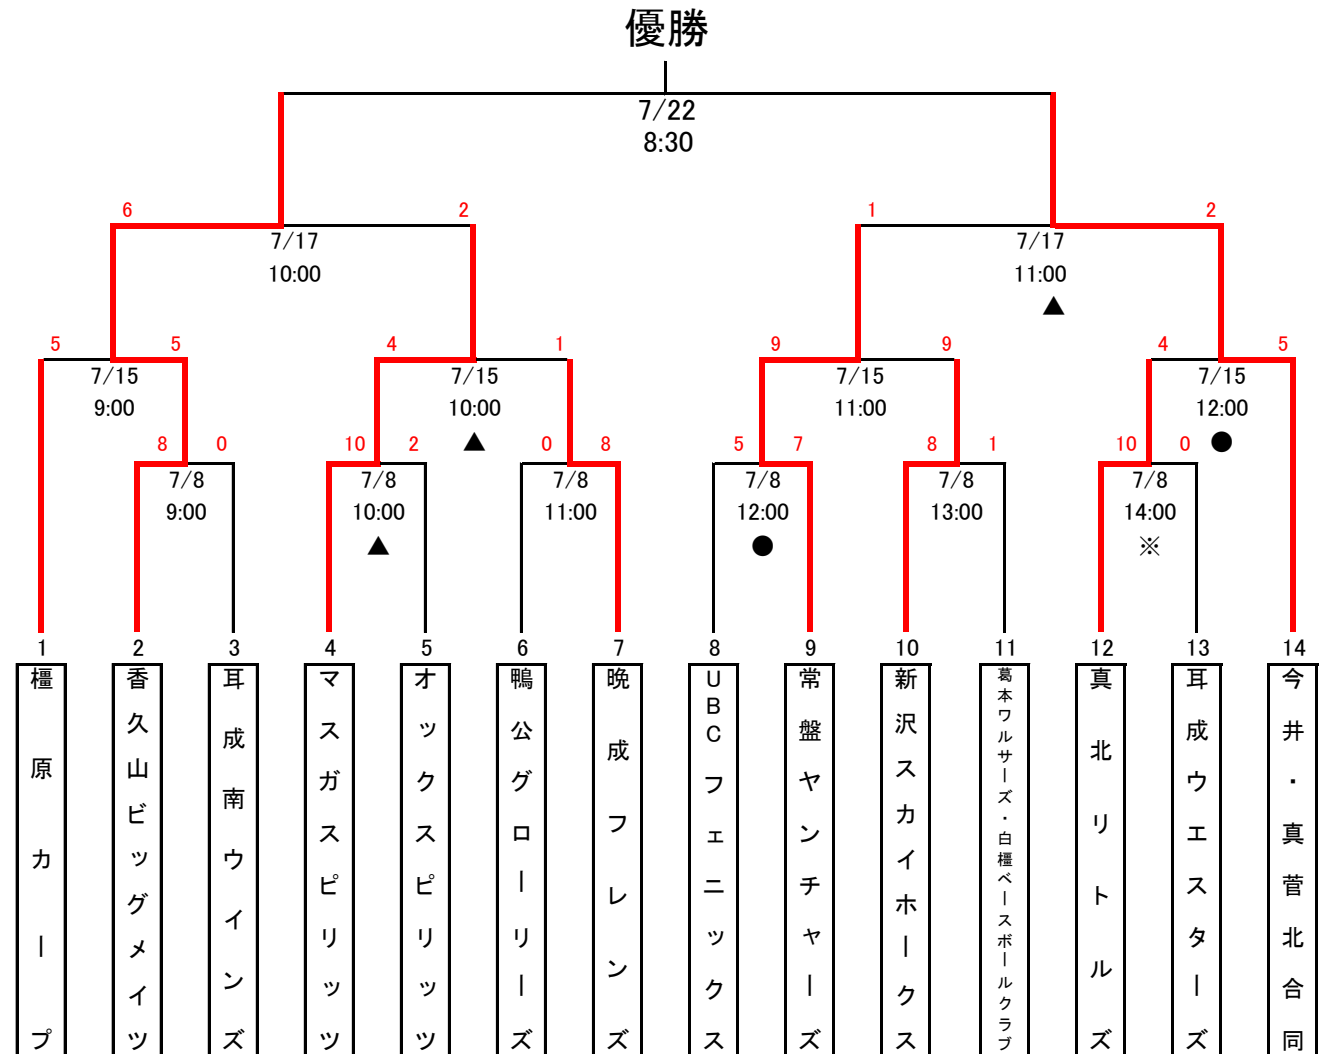 優勝
7/22
8:30
6 2 1 2
7/17 7/17
10:00 11:00
▲
5 5 4 1 9 9 4 5
7/15 7/15 7/15 7/15
9:00 10:00 11:00 12:00
▲ ●
8 0 10 2 0 8 5 7 8 1 10 0
7/8 7/8 7/8 7/8 7/8 7/8
9:00 10:00 11:00 12:00 13:00 14:00
▲ ● ※
1 2 3 4 5 6 7 8 9 10 11 12 13 14
橿原カープ
香久山ビッグメイツ
耳成南ウインズ
マスガスピリッツ
オックスピリッツ
鴨公グローリーズ
晩成フレンズ
UBCフェニックス
常盤ヤンチャーズ
新沢スカイホークス
葛本ワルサーズ・白橿ベースボールクラブ
真北リトルズ
耳成ウエスターズ
今井・真菅北合同